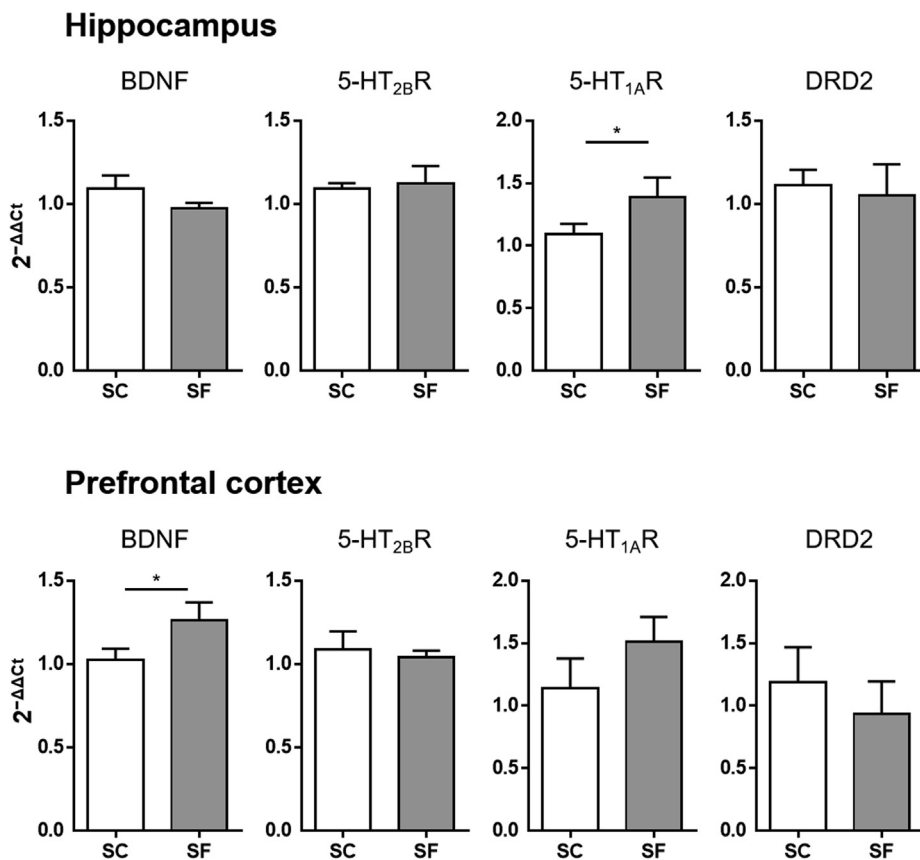 Hippocampus
BDNF 5-HT2BR 5-HT1AR DRD2
1.5 1.5 2.0 1.5
* 
1.5
1.0 1.0 1.0
1.0
2−ΔΔCt
0.5 0.5 0.5
0.5
0.0 0.0 0.0 0.0
SC SF SC SF SC SF SC SF
Prefrontal cortex
BDNF 5-HT2BR 5-HT1AR DRD2
1.5 1.5 2.0 2.0
*
1.5 1.5
1.0 1.0
1.0 1.0
2−ΔΔCt
0.5 0.5
0.5 0.5
0.0 0.0 0.0 0.0
SC SF SC SF SC SF SC SF